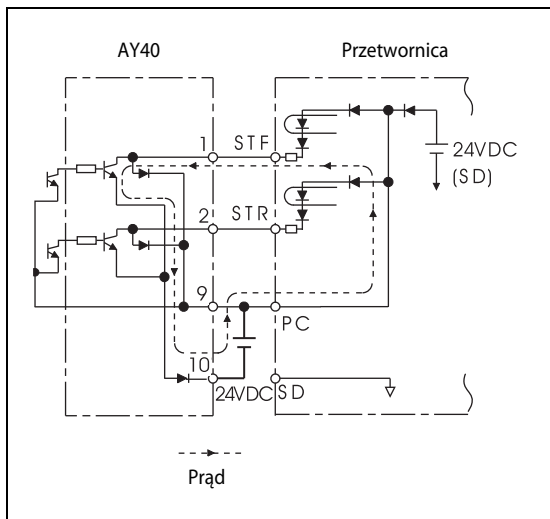 AY40 Przetwornica
1 STF
24VDC
(SD)
2 STR
9
PC
10
24VDC SD
Prąd